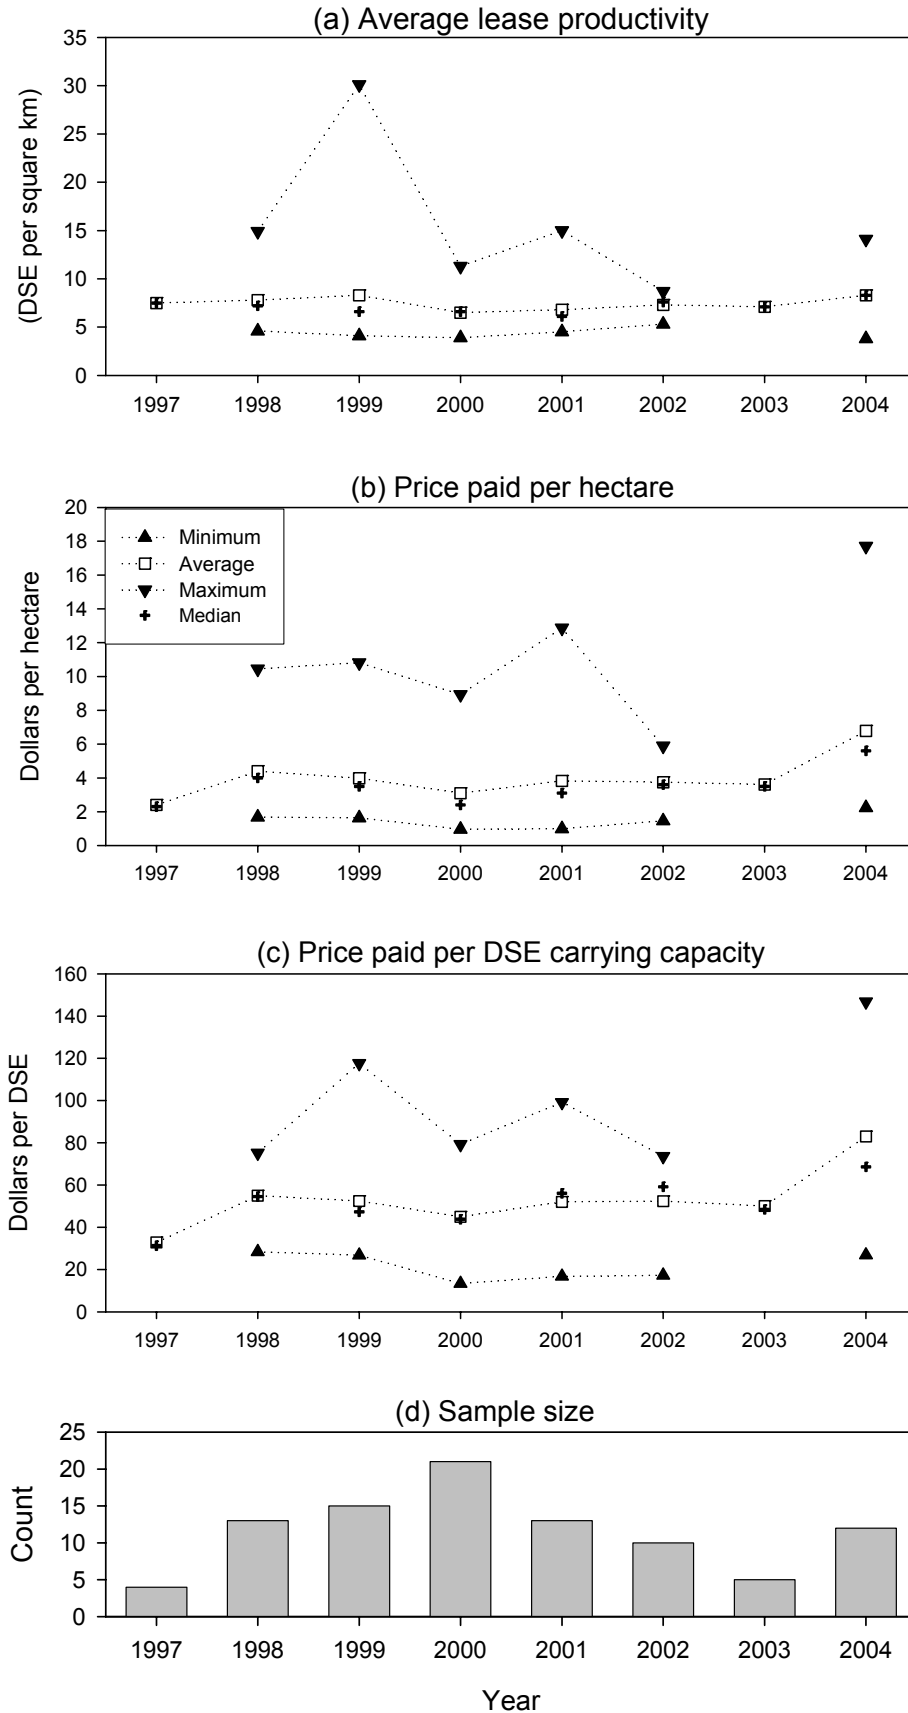 (a) Average lease productivity
(DSE per square km)
35
30
25
20
15
10
5
0
1997 1998 1999 2000 2001 2002 2003 2004
(b) Price paid per hectare
Dollars per hectare
20
18
16
14
12
10
8
6
4
2
0
Minimum
Average
Maximum
Median
1997 1998 1999 2000 2001 2002 2003 2004
(c) Price paid per DSE carrying capacity
Dollars per DSE
160
140
120
100
80
60
40
20
0
1997 1998 1999 2000 2001 2002 2003 2004
(d) Sample size
Count
25
20
15
10
5
0
1997 1998 1999 2000 2001 2002 2003 2004
Year